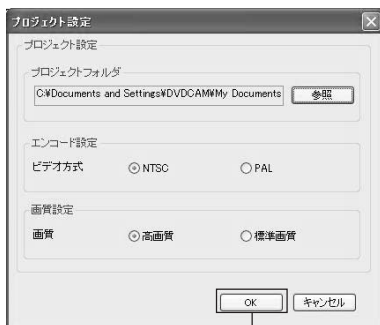 プロジェクト設定
プロジェクト設定
プロジェクトフォルダ
C:¥Documents and Settings¥DVDCAM¥My Documents
参照
エンコード設定
ビデオ方式 NTSC PAL
画質設定
画質 高画質 標準画質
OK キャンセル